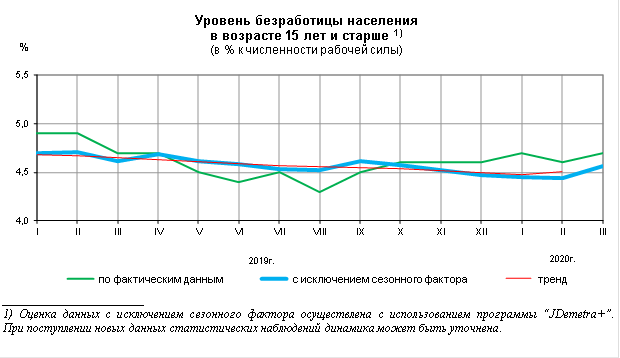 Уровень безработицы населения
в возрасте 15 лет и старше 1)
(в % к численности рабочей силы)
%
5,5
5,0
4,5
4,0
I II III IV V VI VII VIII IX X XI XII I II III
2019г. 2020г.
по фактическим данным с исключением сезонного фактора тренд
1) Оценка данных с исключением сезонного фактора осуществлена с использованием программы "JDemetra+".
При поступлении новых данных статистических наблюдений динамика может быть уточнена.